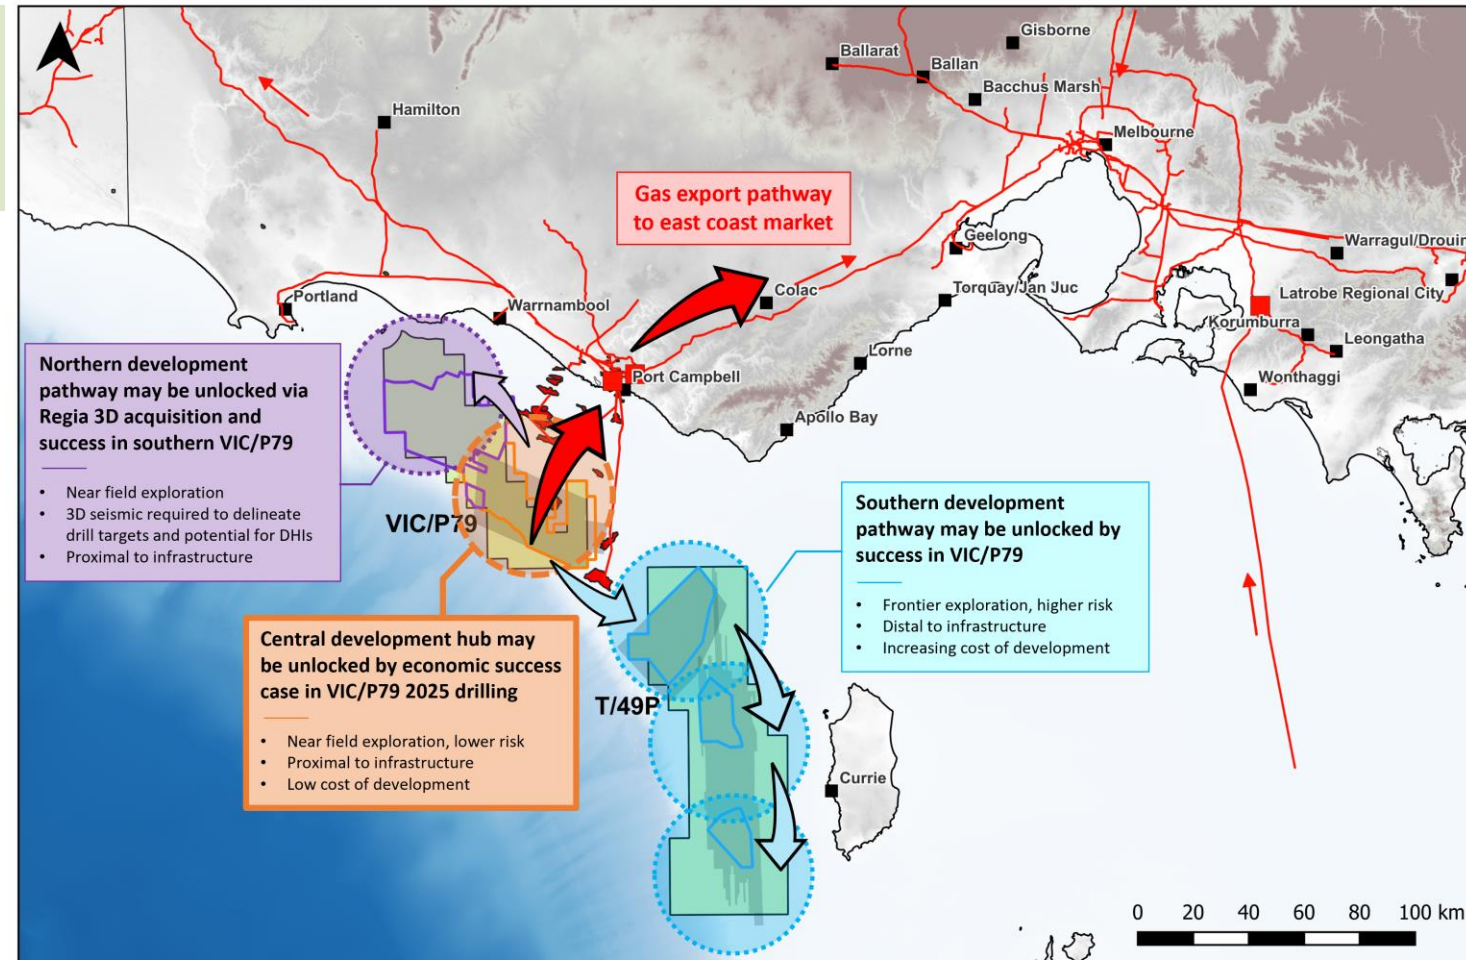 Gisborne
Ballarat
Ballan
Bacchus Marsh
Hamilton
Melbourne
Gas export pathway
to east coast market
Geelong
Warragul/Drouin
Colac
Torquay/Jan Juc
Latrobe Regional City
Portland
Warrnambool
Korumburra
Leongatha
Lorne
Port Campbell
Wonthaggi
Apollo Bay
Northern development
pathway may be unlocked via
Regia 3D acquisition and
success in southern VIC/P79
• Near field exploration
• 3D seismic required to delineate
drill targets and potential for DHIs
• Proximal to infrastructure
VIC/P79
Southern development
pathway may be unlocked by
success in VIC/P79
• Frontier exploration, higher risk
• Distal to infrastructure
• Increasing cost of development
Central development hub may
be unlocked by economic success
case in VIC/P79 2025 drilling
• Near field exploration, lower risk
• Proximal to infrastructure
• Low cost of development
T/49P
Currie
0 20 40 60 80 100 km